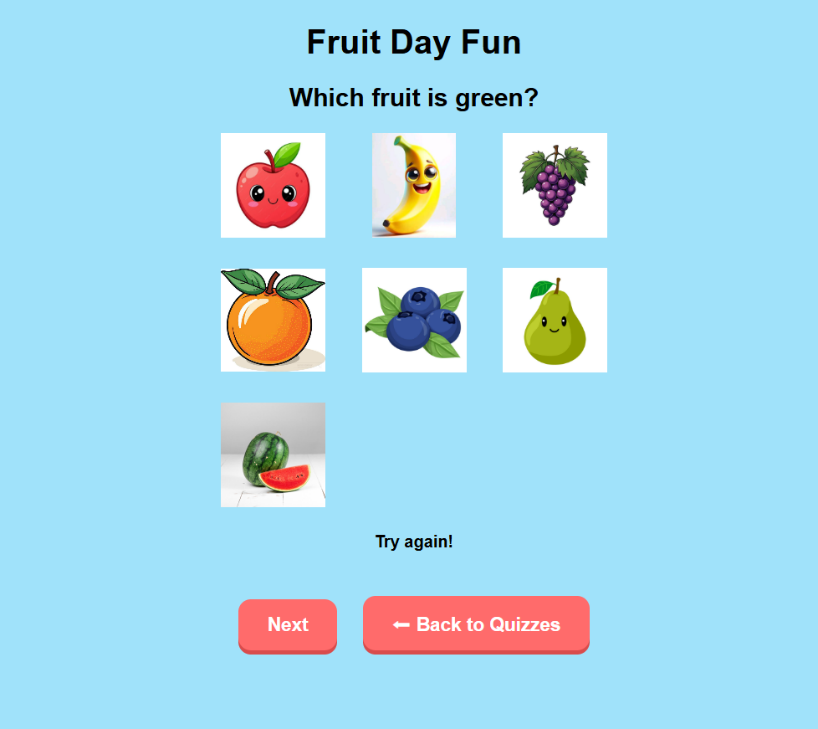 Fruit Day Fun
Which fruit is green?
Try again!
Next
⬅ Back to Quizzes